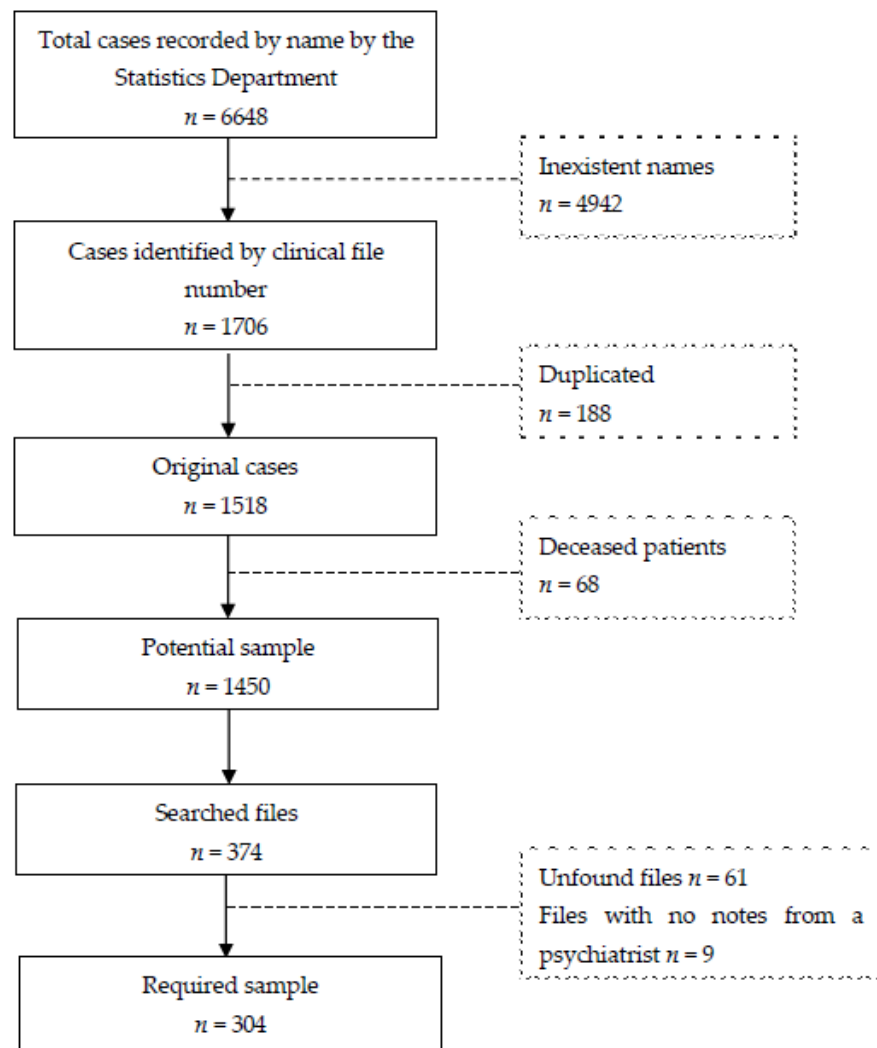 Total cases recorded by name by the
Statistics Department
n = 6648
Inexistent names
n = 4942
Cases identified by clinical file
number
n = 1706
Duplicated
n = 188
Original cases
n = 1518
Deceased patients
n = 68
Potential sample
n = 1450
Searched files
n = 374
Unfound files n = 61
Files with no notes from a
psychiatrist n = 9
Required sample
n = 304